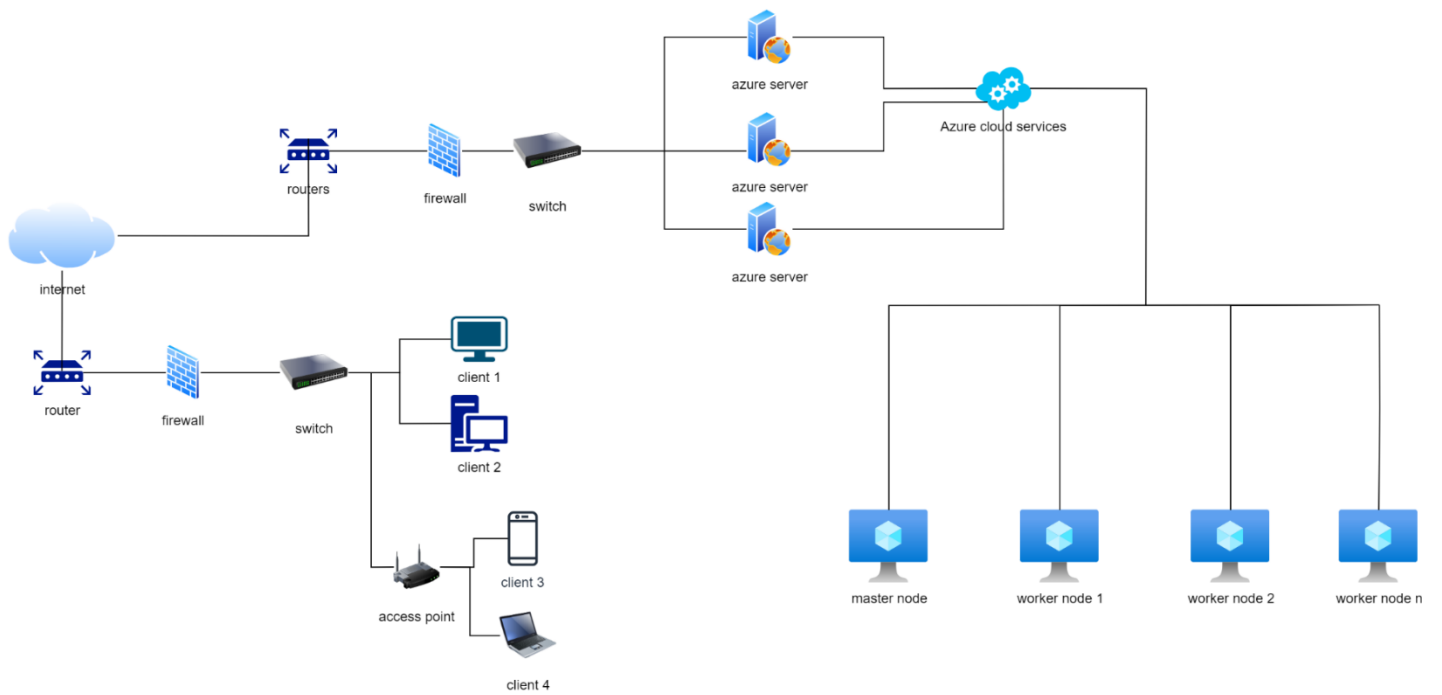 azure server
Azure cloud services
azure server
routers
firewall
switch
azure server
internet
client 1
router
firewall
switch
client 2
client 3
access point
master node
worker node 1
worker node 2
worker node n
client 4